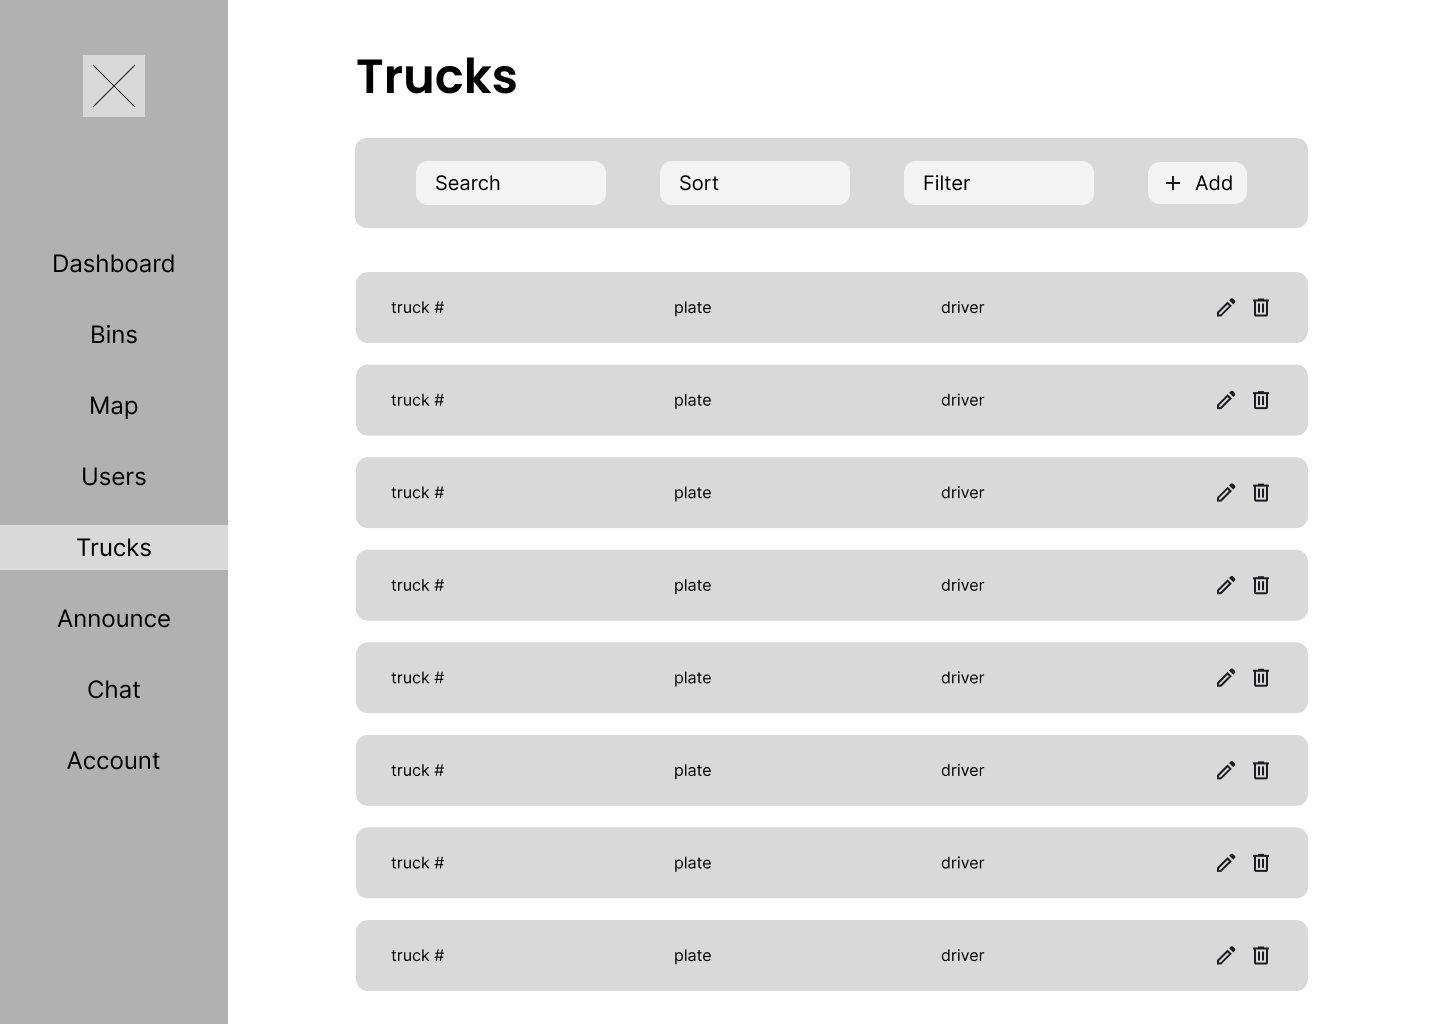 Trucks
Search Sort Filter + Add
Dashboard
Bins
Map
Users
Trucks
Announce
Chat
Account
truck # plate driver
truck # plate driver
truck # plate driver
truck # plate driver
truck # plate driver
truck # plate driver
truck # plate driver
truck # plate driver